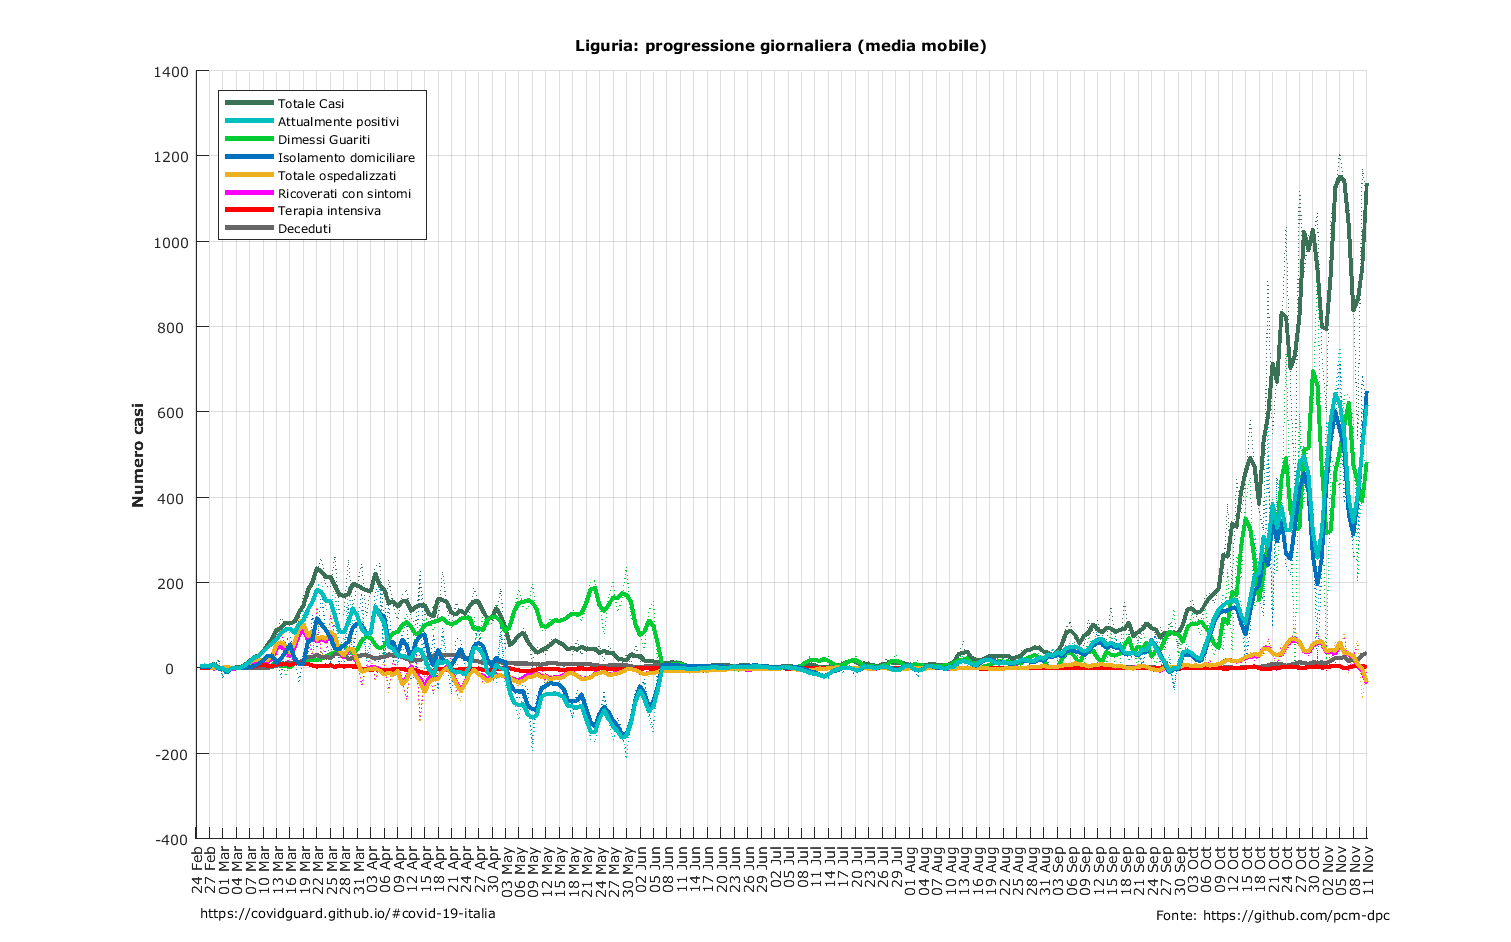 Liguria: progressione giornaliera (media mobile)
1400
1200
1000
800
600
400
200
0
-200
-400
Numero casi
Totale Casi
Attualmente positivi
Dimessi Guariti
Isolamento domiciliare
Totale ospedalizzati
Ricoverati con sintomi
Terapia intensiva
Deceduti
24 Feb
27 Feb
01 Mar
04 Mar
07 Mar
10 Mar
13 Mar
16 Mar
19 Mar
22 Mar
25 Mar
28 Mar
31 Mar
03 Apr
06 Apr
09 Apr
12 Apr
15 Apr
18 Apr
21 Apr
24 Apr
27 Apr
30 Apr
03 May
06 May
09 May
12 May
15 May
18 May
21 May
24 May
27 May
30 May
02 Jun
05 Jun
08 Jun
11 Jun
14 Jun
17 Jun
20 Jun
23 Jun
26 Jun
29 Jun
02 Jul
05 Jul
08 Jul
11 Jul
14 Jul
17 Jul
20 Jul
23 Jul
26 Jul
29 Jul
01 Aug
04 Aug
07 Aug
10 Aug
13 Aug
16 Aug
19 Aug
22 Aug
25 Aug
28 Aug
31 Aug
03 Sep
06 Sep
09 Sep
12 Sep
15 Sep
18 Sep
21 Sep
24 Sep
27 Sep
30 Sep
03 Oct
06 Oct
09 Oct
12 Oct
15 Oct
18 Oct
21 Oct
24 Oct
27 Oct
30 Oct
02 Nov
05 Nov
08 Nov
11 Nov
https://covidguard.github.io/#covid-19-italia
Fonte: https://github.com/pcm-dpc